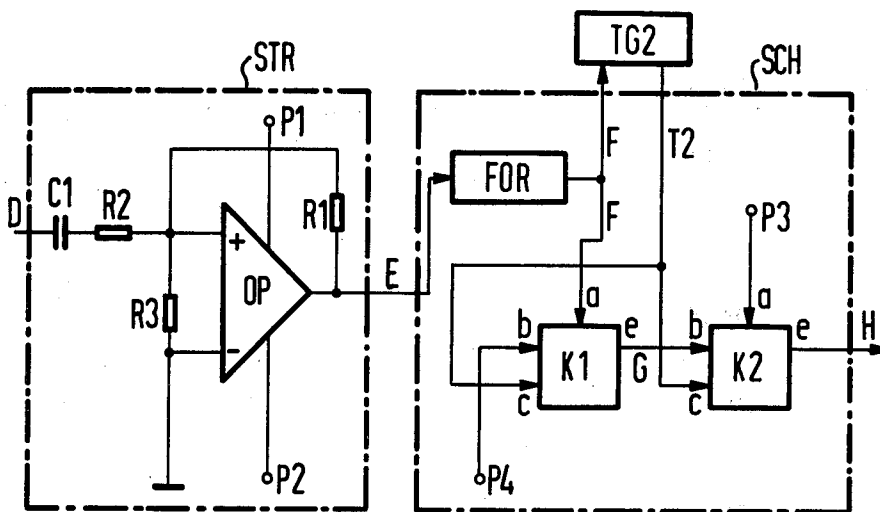 TG2
STR
SCH
P1
F
T2
FOR
C1
R2
D
R1
F
P3
+
OP
E
R3
a
a
b
e
b
e
H
-
K1
G
K2
c
c
P2
P4